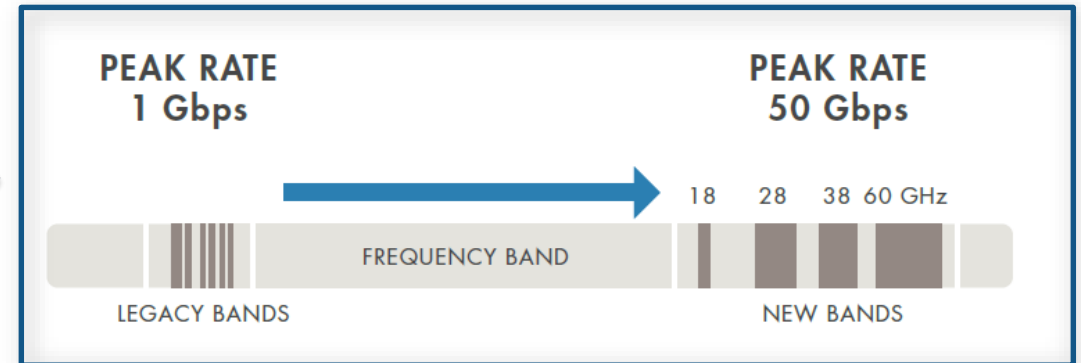 PEAK RATE
1 Gbps
PEAK RATE
50 Gbps
18 28 38 60 GHz
FREQUENCY BAND
LEGACY BANDS
NEW BANDS